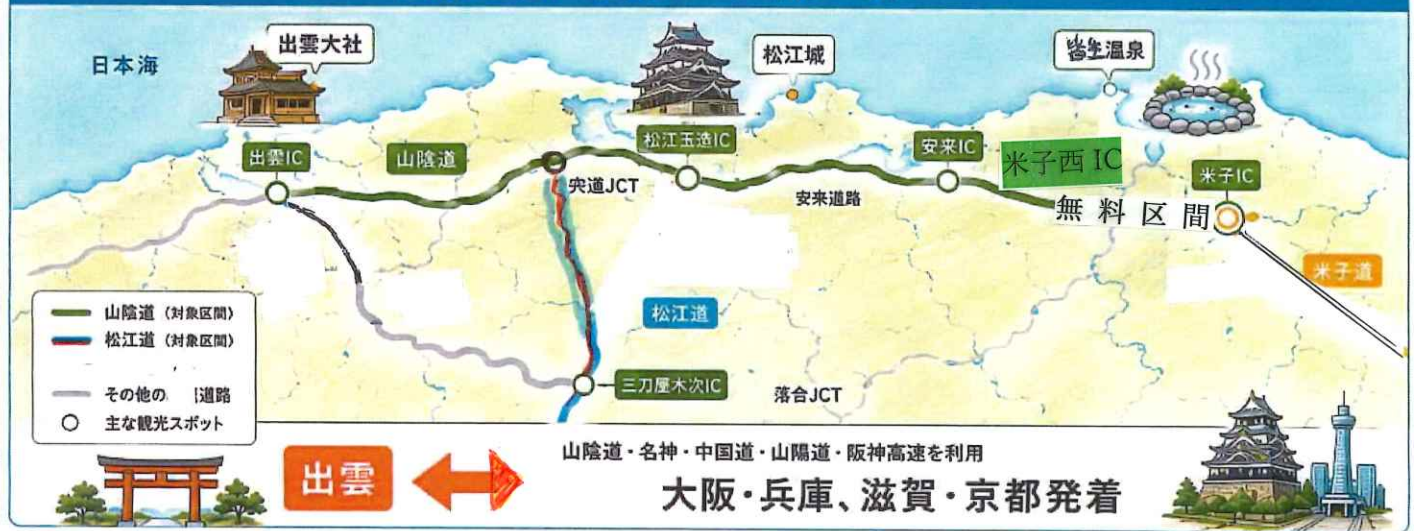 日本海
出雲大社
松江城
皆生温泉
出雲IC
山陰道
宍道JCT
松江玉造IC
安来道路
安来IC
米子西 IC
無料区間
米子IC
米子道
松江道
三刀屋木次IC
落合JCT
山陰道（対象区間）
松江道（対象区間）
その他の 道路
主な観光スポット
出雲
山陰道・名神・中国道・山陽道・阪神高速を利用
大阪・兵庫、滋賀・京都発着